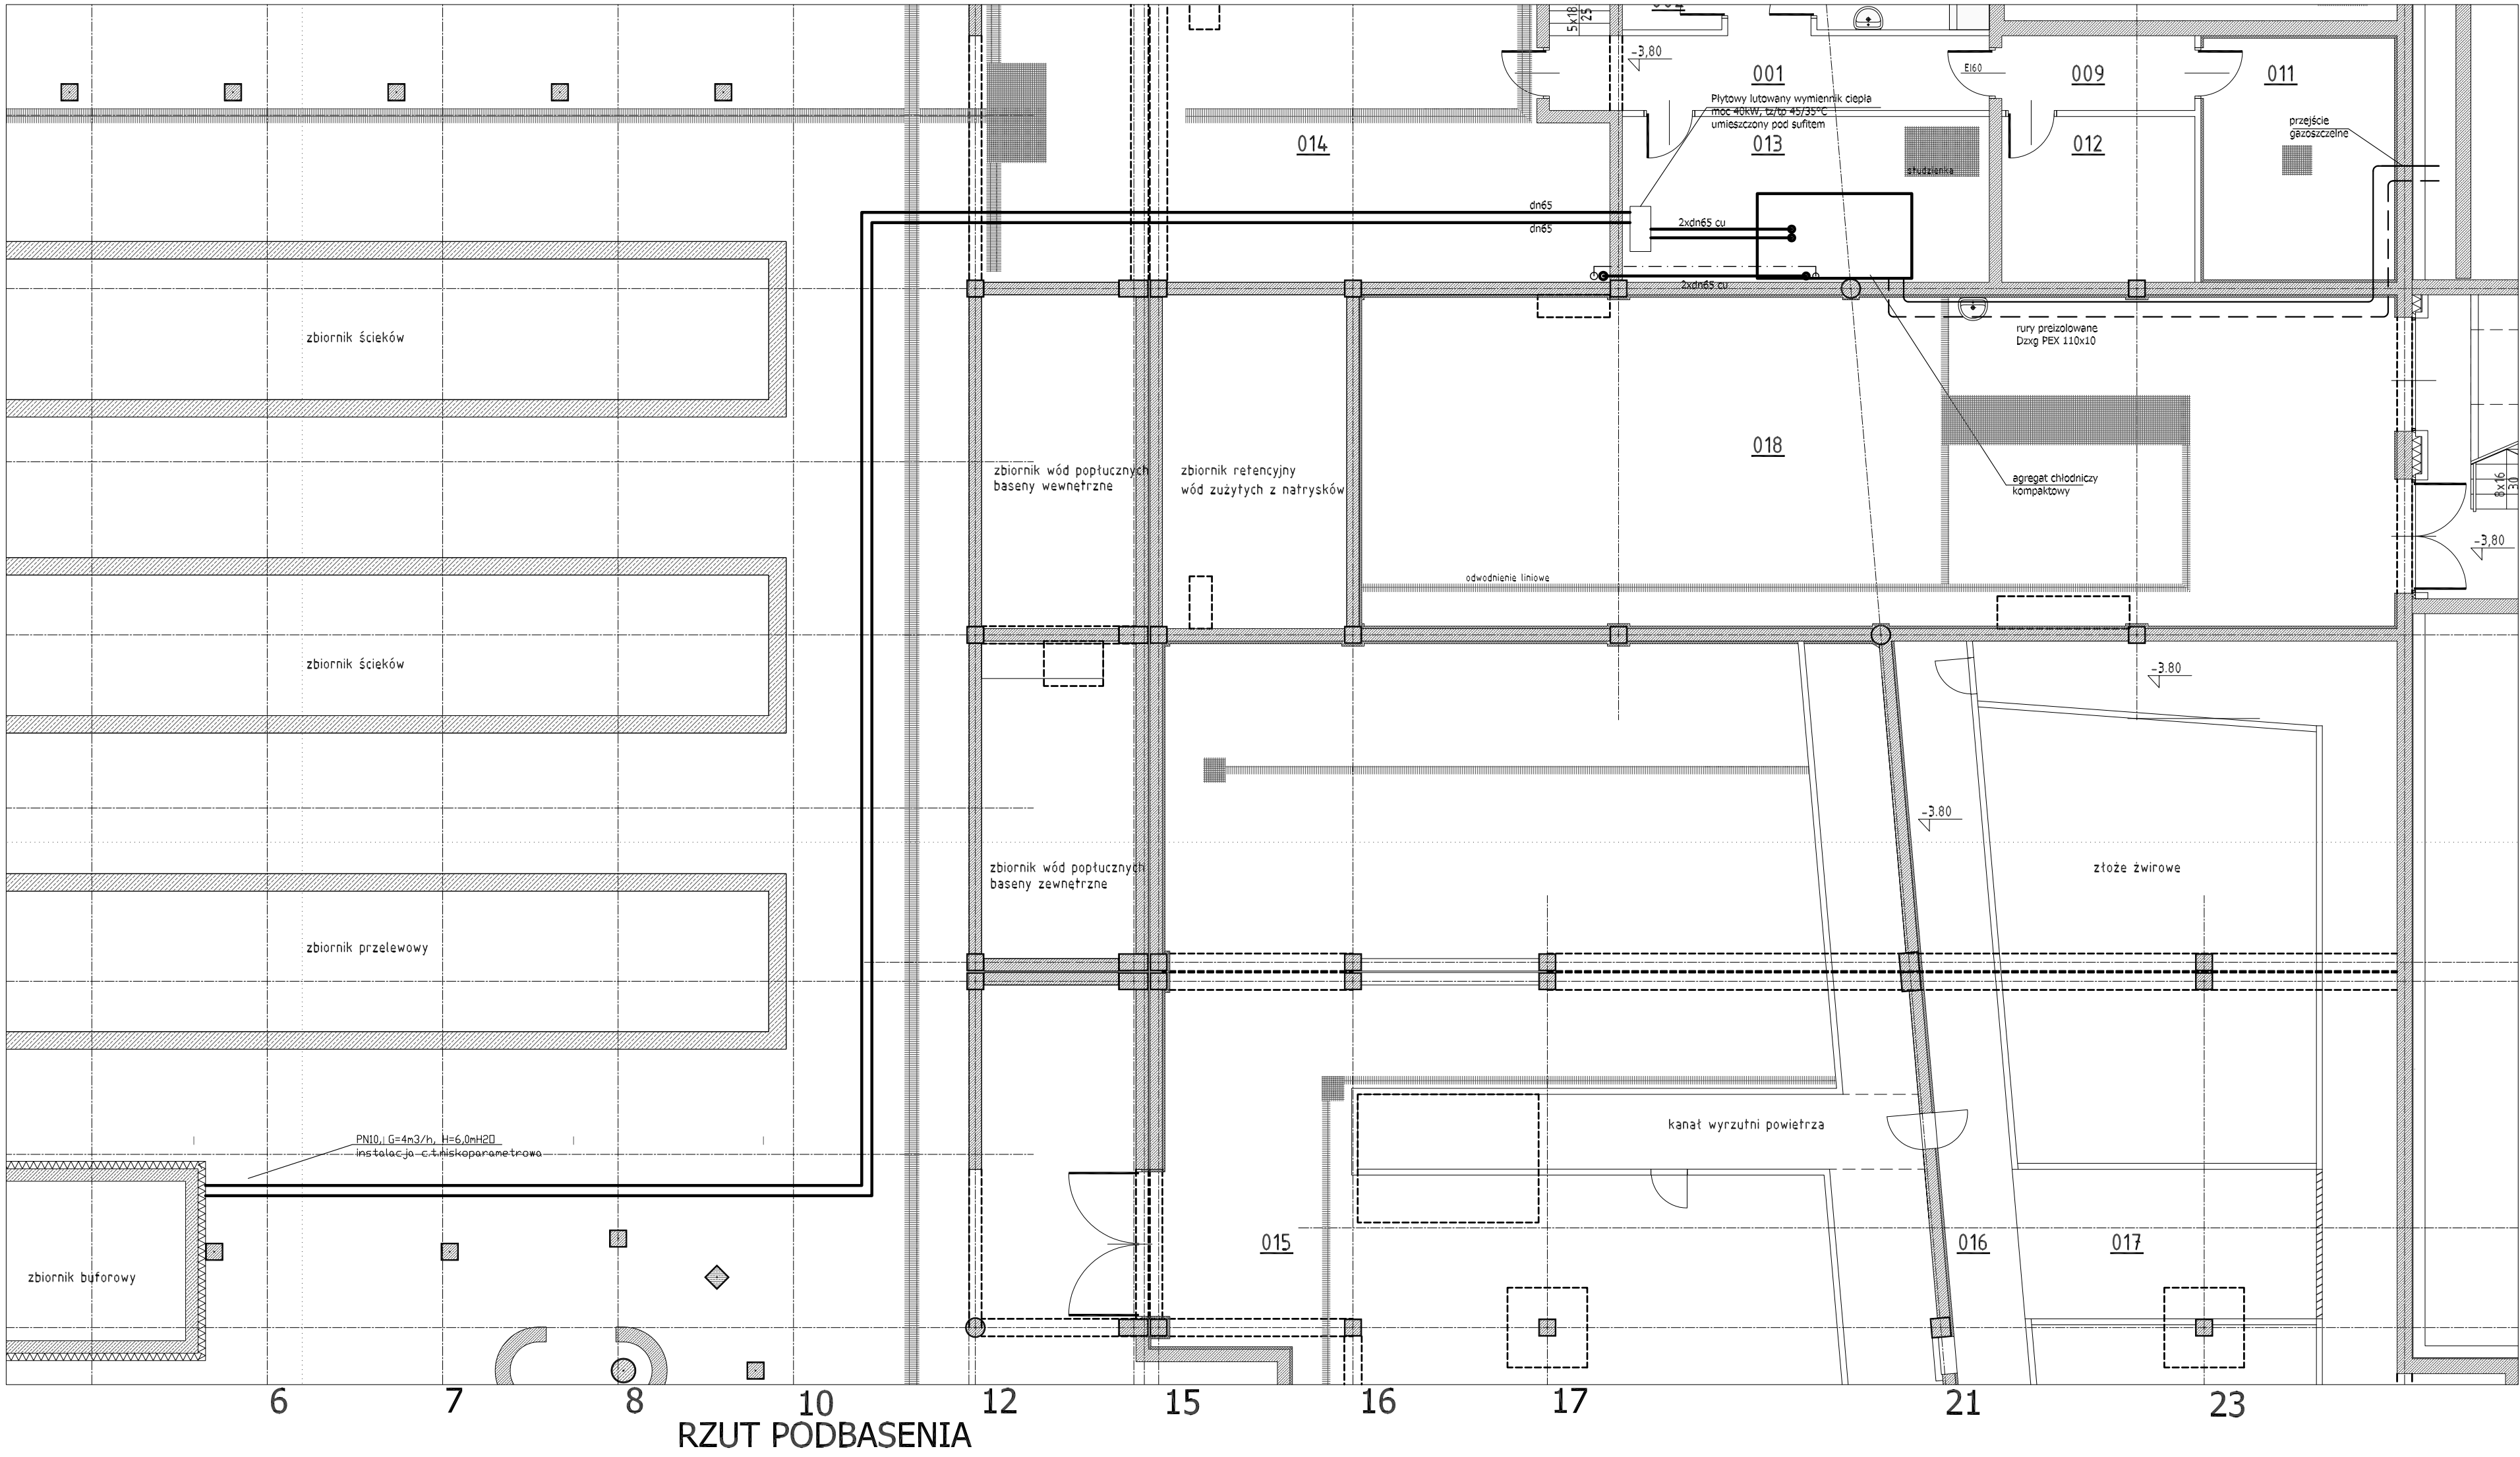 5x18
25
-3,80
001
EI60
009
011
Płytowy lutowany wymiennik ciepła
moc 40kW, tz/tp 45/35°C
umieszczony pod sufitem
014
013
012
przejście
gazoszczelne
studzienka
dn65
dn65
2xdn65 cu
2xdn65 cu
zbiornik ścieków
rury preizolowane
Dzxg PEX 110x10
018
zbiornik wód popłucznych
baseny wewnętrzne
zbiornik retencyjny
wód zużytych z natrysków
agregat chłodniczy
kompaktowy
8x16
30
-3,80
odwodnienie liniowe
zbiornik ścieków
-3.80
-3.80
zbiornik wód popłucznych
baseny zewnętrzne
złoże żwirowe
zbiornik przelewowy
kanał wyrzutni powietrza
PN10, G=4m3/h, H=6,0mH2O
instalacja c.t.niskoparametrowa
015
016
017
zbiornik buforowy
6
7
8
10
12
15
16
17
21
23
RZUT PODBASENIA